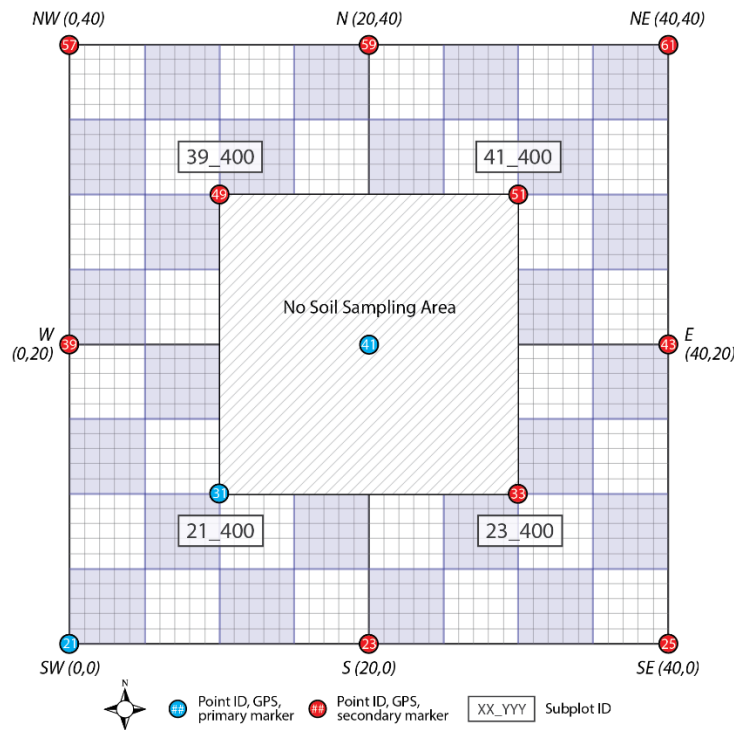 NW (0,40)
N (20,40)
NE (40,40)
57
59
61
39_400
41_400
49
51
No Soil Sampling Area
W
(0,20)
39
41
43
E
(40,20)
31
33
21_400
23_400
21
23
25
SW (0,0)
S (20,0)
SE (40,0)
N
##
Point ID, GPS,
primary marker
##
Point ID, GPS,
secondary marker
XX_YYY
Subplot ID